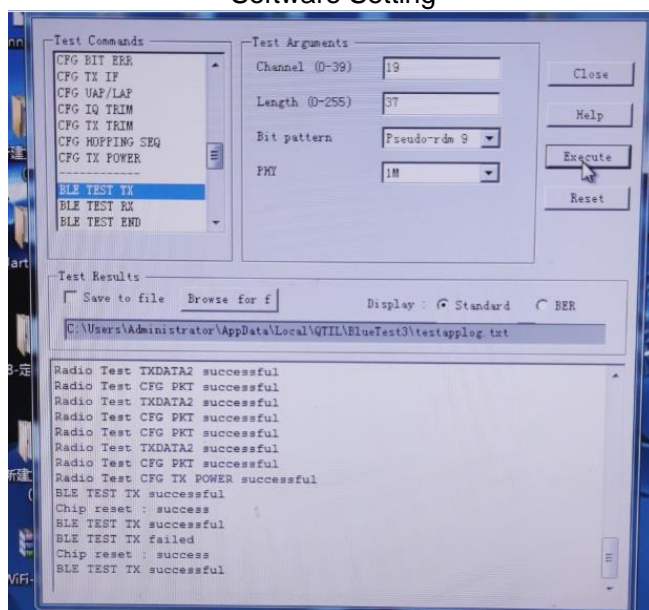 Software Setting
Test Commands
CFG BIT ERR
CFG TX IF
CFG UAP/LAP
CFG IQ TRIM
CFG TX TRIM
CFG HOPPING SEQ
CFG TX POWER
------------
BLE TEST TX
BLE TEST RX
BLE TEST END
Test Arguments
Channel (0-39) 19
Length (0-255) 37
Bit pattern Pseudo-rdm 9
PHY 1M
Close
Help
Execute
Reset
Test Results
Save to file Browse for f Display : Standard BER
C:\Users\Administrator\AppData\Local\QTIL\BlueTest3\testapplog.txt
Radio Test TXDATA2 successful
Radio Test CFG PKT successful
Radio Test TXDATA2 successful
Radio Test CFG PKT successful
Radio Test CFG PKT successful
Radio Test TXDATA2 successful
Radio Test CFG PKT successful
Radio Test CFG TX POWER successful
BLE TEST TX successful
Chip reset : success
BLE TEST TX successful
BLE TEST TX failed
Chip reset : success
BLE TEST TX successful
WiFi-